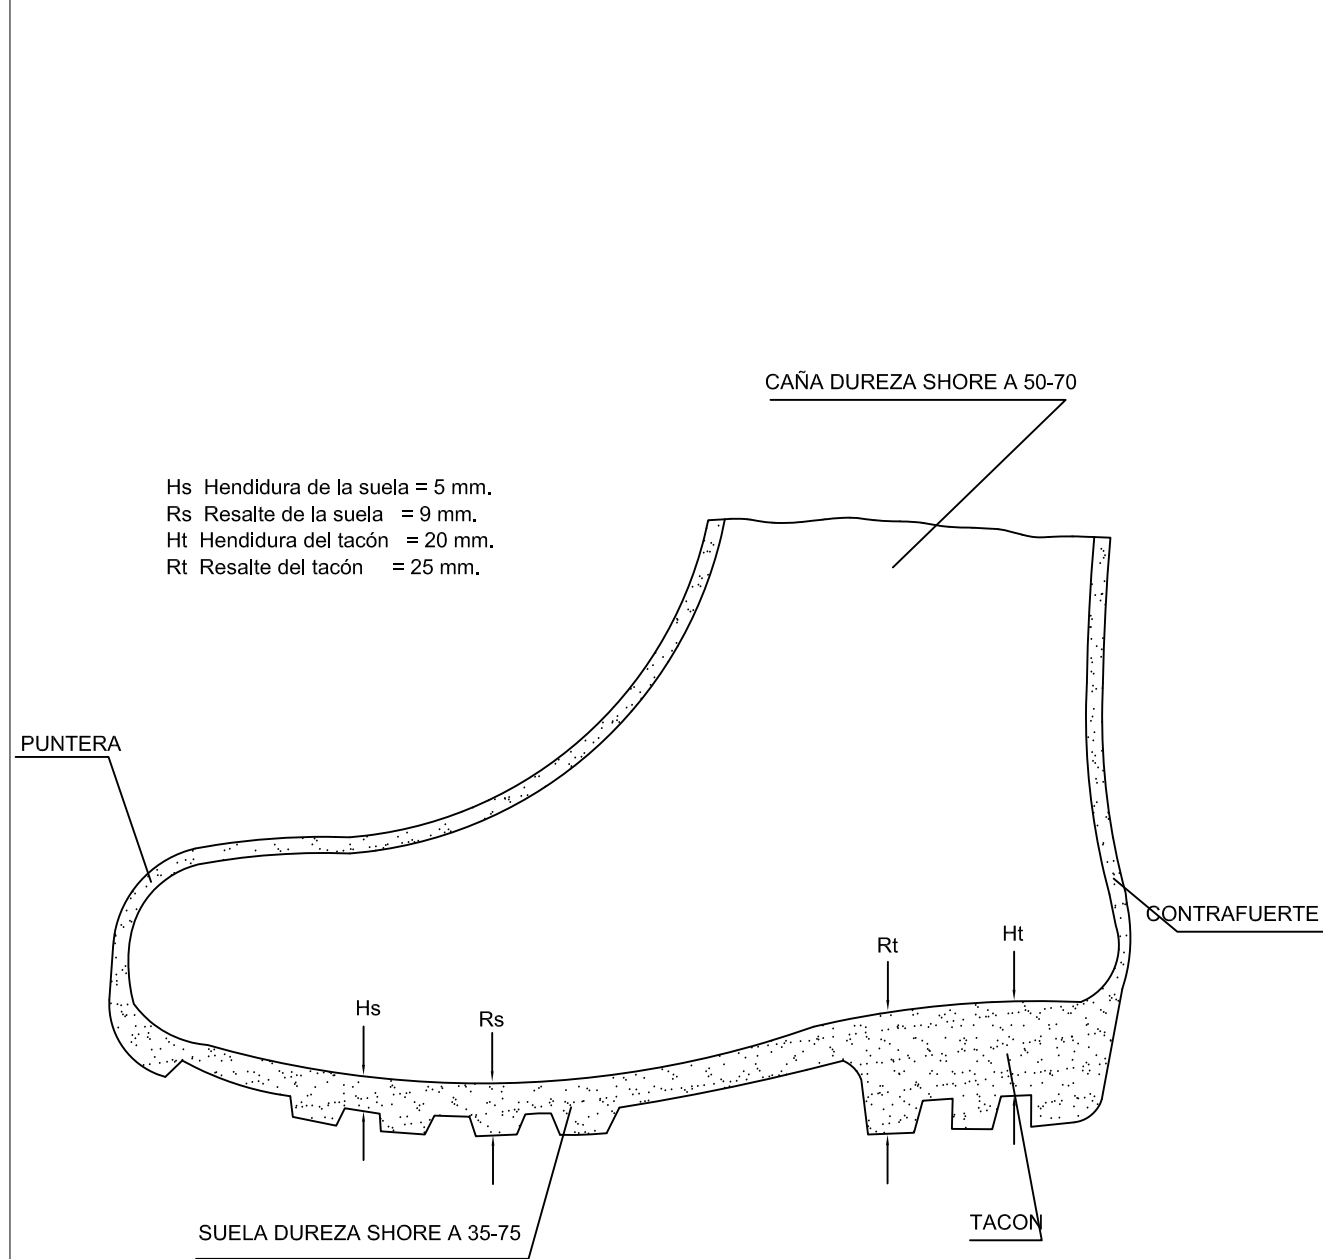 CAÑA DUREZA SHORE A 50-70
Hs Hendidura de la suela = 5 mm.
Rs Resalte de la suela = 9 mm.
Ht Hendidura del tacón = 20 mm.
Rt Resalte del tacón = 25 mm.
PUNTERA
CONTRAFUERTE
Rt
Ht
Hs
Rs
SUELA DUREZA SHORE A 35-75
TACON